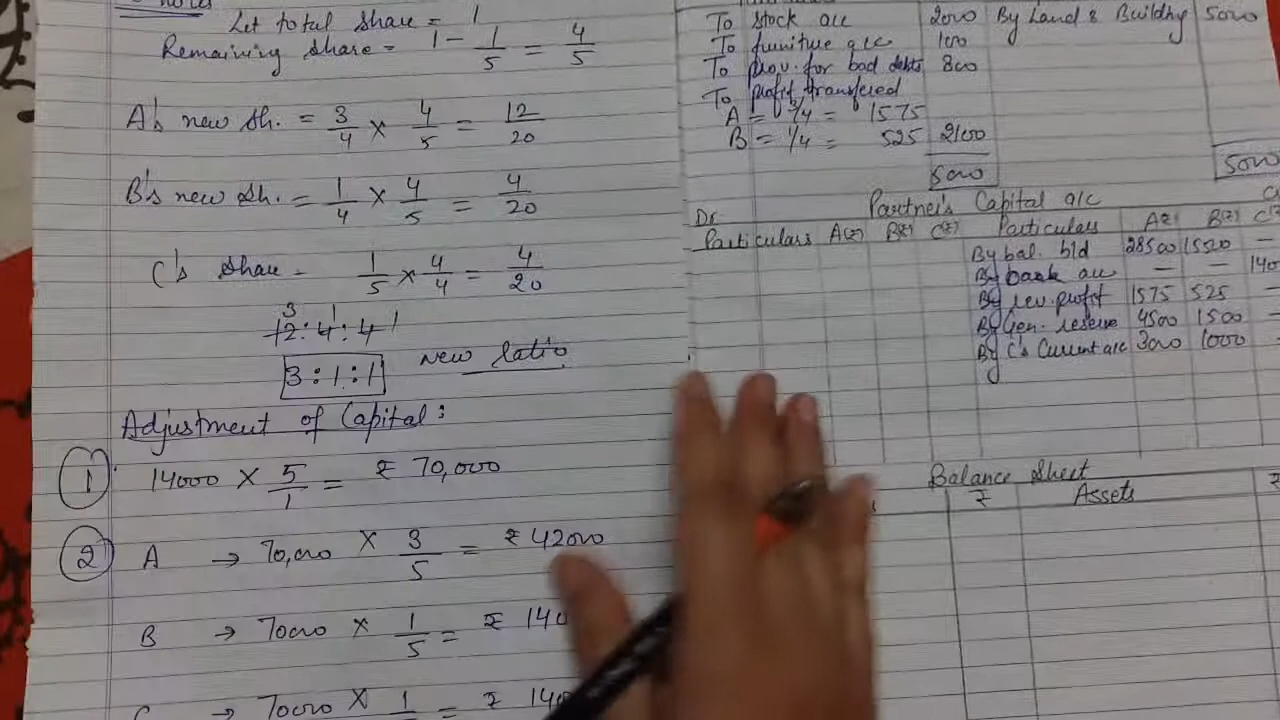 notes
Let total share = 1
Remaining share = 1 - 1/5 = 4/5
A's new sh. = 3/4 × 4/5 = 12/20
B's new sh. = 1/4 × 4/5 = 4/20
C's share = 1/5 × 4/4 = 4/20
3 1 1
12 : 4 : 4
3 : 1 : 1 new ratio
Adjustment of Capital :
1 14000 × 5/1 = ₹ 70,000
2 A → 70,000 × 3/5 = ₹ 42000
B → 70000 × 1/5 = ₹ 140
C → 70000 × 1/ = ₹ 140
To stock a/c 2000 By Land & Building 5000
To furniture a/c 100
To prov. for bad debts 800
To profit transfered
A = 3/4 = 1575
B = 1/4 = 525 2100
5000 5000
Partner's Capital a/c
Dr
Particulars A(₹) B(₹) C(₹) Particulars A(₹) B(₹) C(₹)
By bal. b/d 28500 1500 —
By bank a/c — — 140
By rev. profit 1575 525 —
By Gen. reserve 4500 1500 —
By C's Current a/c 3000 1000 —
Balance Sheet
₹ Assets ₹